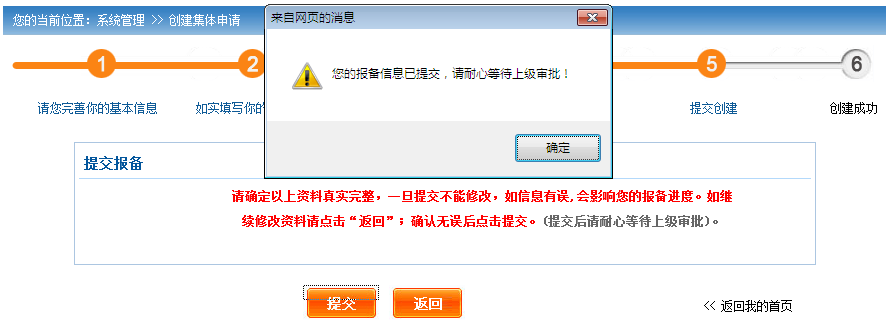 您的当前位置：系统管理 >> 创建集体申请
来自网页的消息
1
2
5
6
您的报备信息已提交，请耐心等待上级审批！
请您完善你的基本信息
如实填写你的
提交创建
创建成功
确定
提交报备
请确定以上资料真实完整，一旦提交不能修改，如信息有误,会影响您的报备进度。如继
续修改资料请点击“返回”；确认无误后点击提交。(提交后请耐心等待上级审批)。
提交
返回
<< 返回我的首页